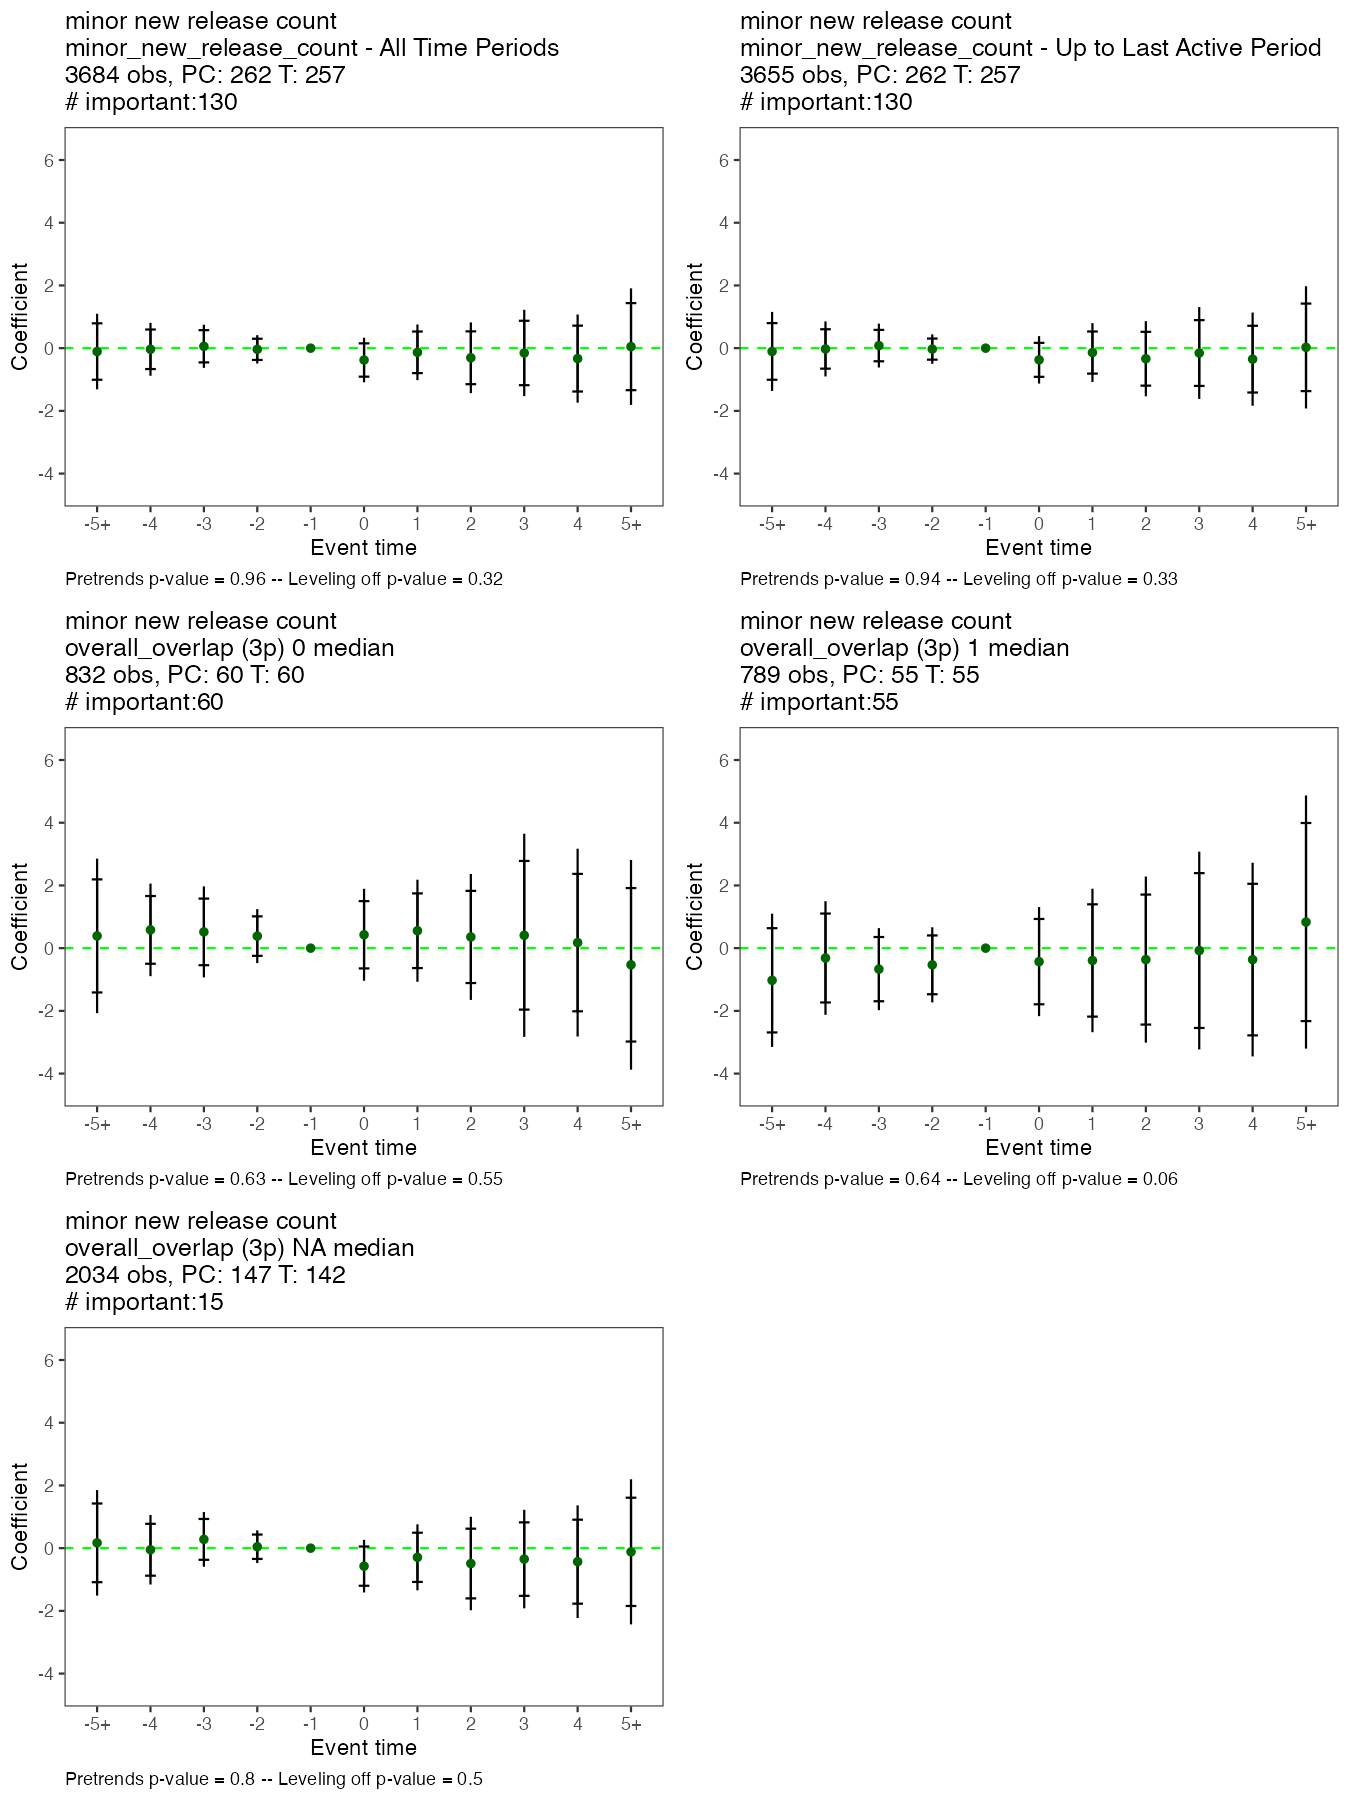 minor new release count
minor_new_release_count - All Time Periods
3684 obs, PC: 262 T: 257
# important:130
6
4
2
0
-2
-4
Coefficient
-5+ -4 -3 -2 -1 0 1 2 3 4 5+
Event time
Pretrends p-value = 0.96 -- Leveling off p-value = 0.32
minor new release count
minor_new_release_count - Up to Last Active Period
3655 obs, PC: 262 T: 257
# important:130
6
4
2
0
-2
-4
Coefficient
-5+ -4 -3 -2 -1 0 1 2 3 4 5+
Event time
Pretrends p-value = 0.94 -- Leveling off p-value = 0.33
minor new release count
overall_overlap (3p) 0 median
832 obs, PC: 60 T: 60
# important:60
6
4
2
0
-2
-4
Coefficient
-5+ -4 -3 -2 -1 0 1 2 3 4 5+
Event time
Pretrends p-value = 0.63 -- Leveling off p-value = 0.55
minor new release count
overall_overlap (3p) 1 median
789 obs, PC: 55 T: 55
# important:55
6
4
2
0
-2
-4
Coefficient
-5+ -4 -3 -2 -1 0 1 2 3 4 5+
Event time
Pretrends p-value = 0.64 -- Leveling off p-value = 0.06
minor new release count
overall_overlap (3p) NA median
2034 obs, PC: 147 T: 142
# important:15
6
4
2
0
-2
-4
Coefficient
-5+ -4 -3 -2 -1 0 1 2 3 4 5+
Event time
Pretrends p-value = 0.8 -- Leveling off p-value = 0.5